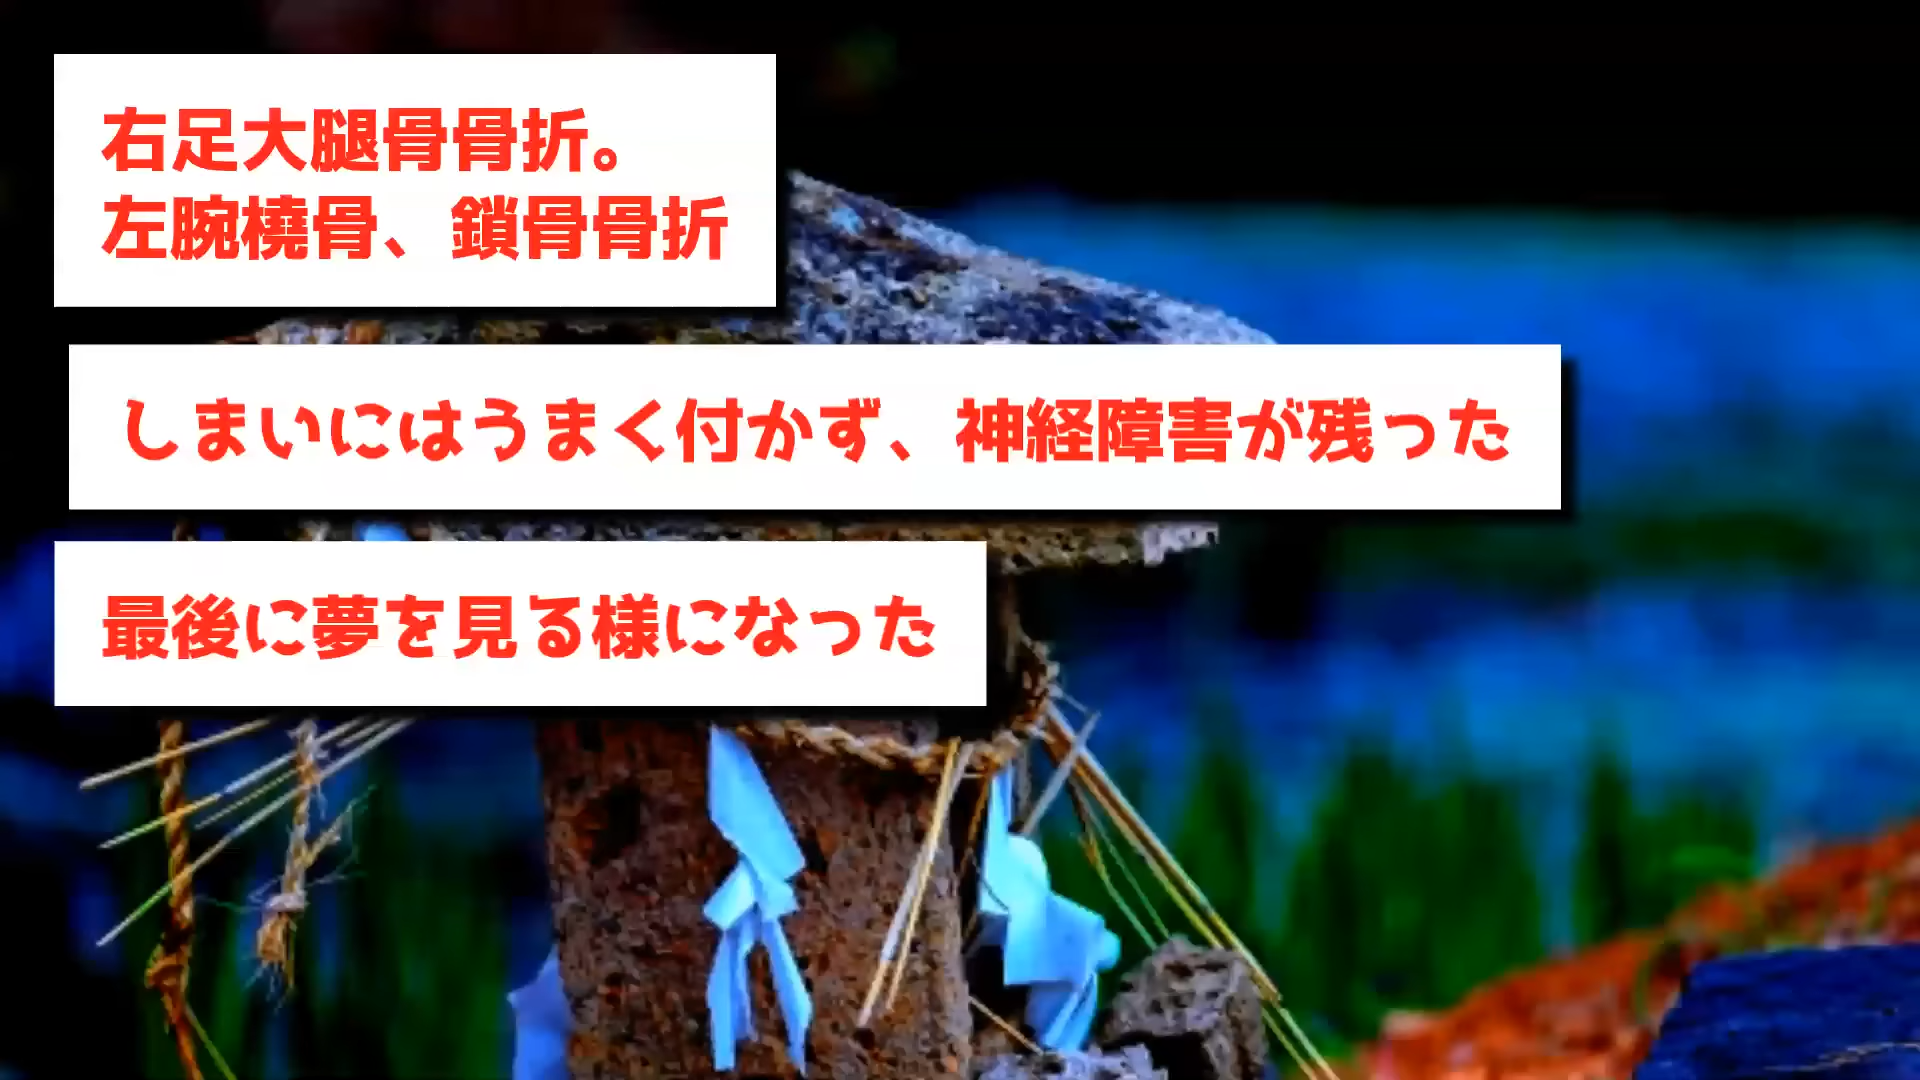 右足大腿骨骨折。
左腕橈骨、鎖骨骨折
しまいにはうまく付かず、神経障害が残った
最後に夢を見る様になった